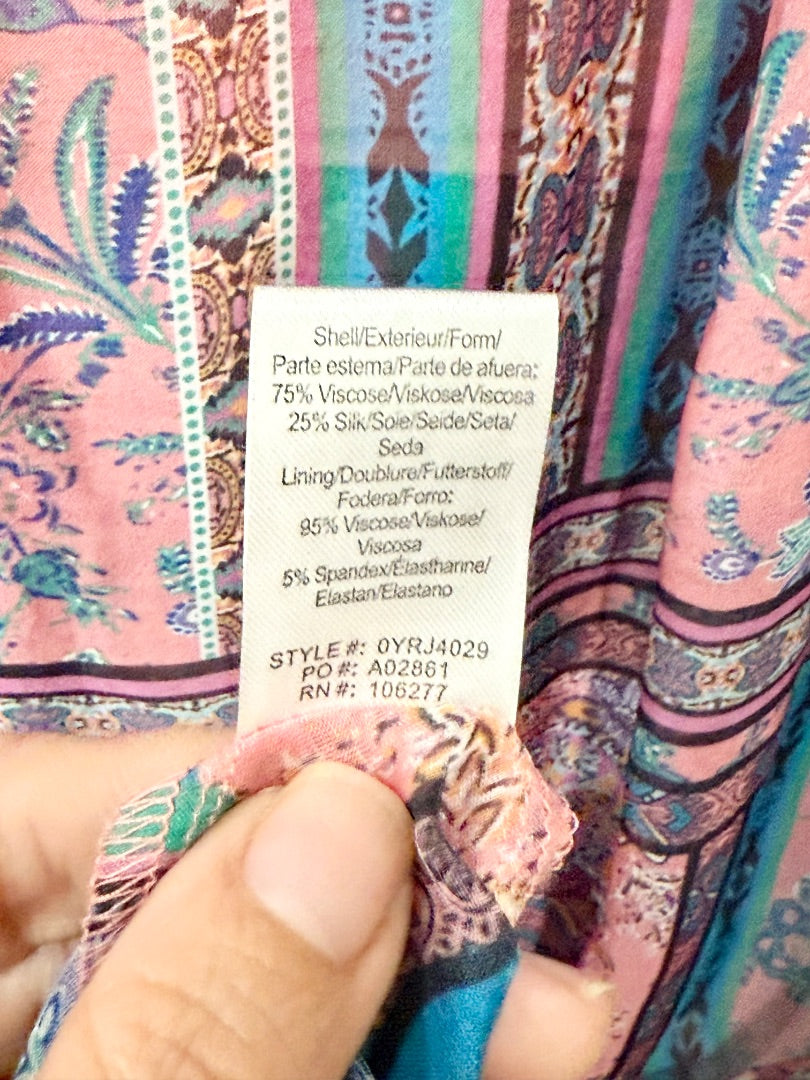 Shell/Exterieur/Form/
Parte esterna/Parte de afuera:
75% Viscose/Viskose/Viscosa
25% Silk/Soie/Seide/Seta/
Seda
Lining/Doublure/Futterstoff/
Fodera/Forro:
95% Viscose/Viskose/
Viscosa
5% Spandex/Élasthanne/
Elastan/Elastano
STYLE #: 0YRJ4029
PO #: A02861
RN #: 106277